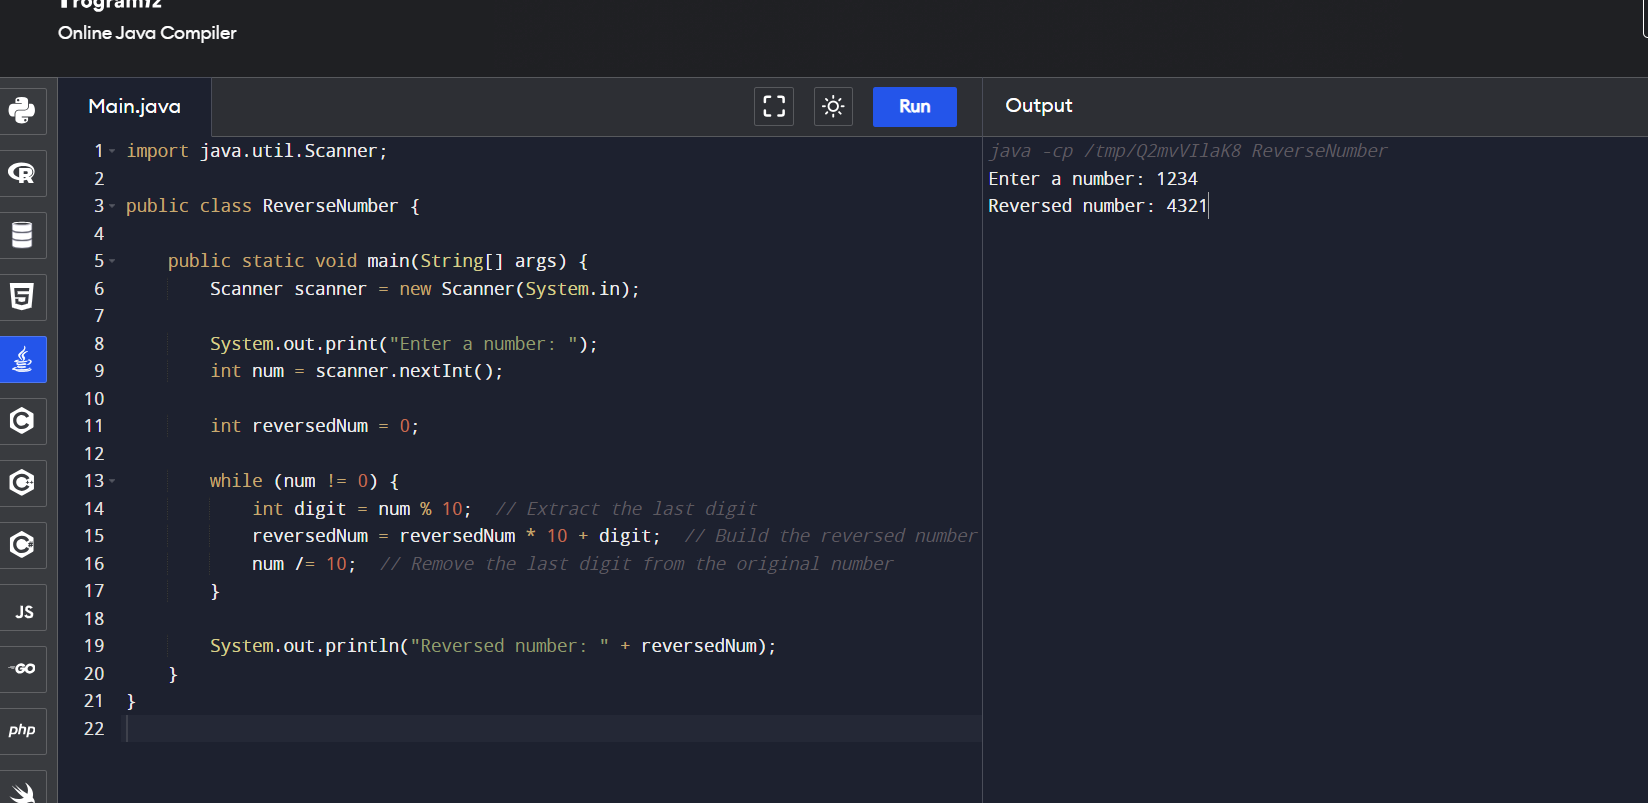 Programiz
Online Java Compiler
Main.java
Run
Output
1 import java.util.Scanner;
2
3 public class ReverseNumber {
4
5     public static void main(String[] args) {
6         Scanner scanner = new Scanner(System.in);
7
8         System.out.print("Enter a number: ");
9         int num = scanner.nextInt();
10
11         int reversedNum = 0;
12
13         while (num != 0) {
14             int digit = num % 10;  // Extract the last digit
15             reversedNum = reversedNum * 10 + digit;  // Build the reversed number
16             num /= 10;  // Remove the last digit from the original number
17         }
18
19         System.out.println("Reversed number: " + reversedNum);
20     }
21 }
22
java -cp /tmp/Q2mvVIlaK8 ReverseNumber
Enter a number: 1234
Reversed number: 4321
R
5
C
C++
C#
JS
GO
php